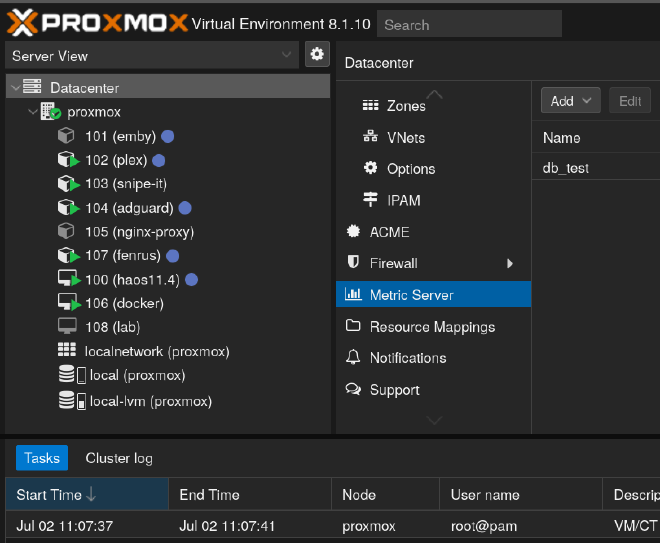 PROXMOX Virtual Environment 8.1.10 Search
Server View
Datacenter
proxmox
101 (emby)
102 (plex)
103 (snipe-it)
104 (adguard)
105 (nginx-proxy)
107 (fenrus)
100 (haos11.4)
106 (docker)
108 (lab)
localnetwork (proxmox)
local (proxmox)
local-lvm (proxmox)
Datacenter
Zones
VNets
Options
IPAM
ACME
Firewall
Metric Server
Resource Mappings
Notifications
Support
Add Edit
Name
db_test
Tasks Cluster log
Start Time End Time Node User nam Descrip
Jul 02 11:07:37 Jul 02 11:07:41 proxmox root@pam VM/CT